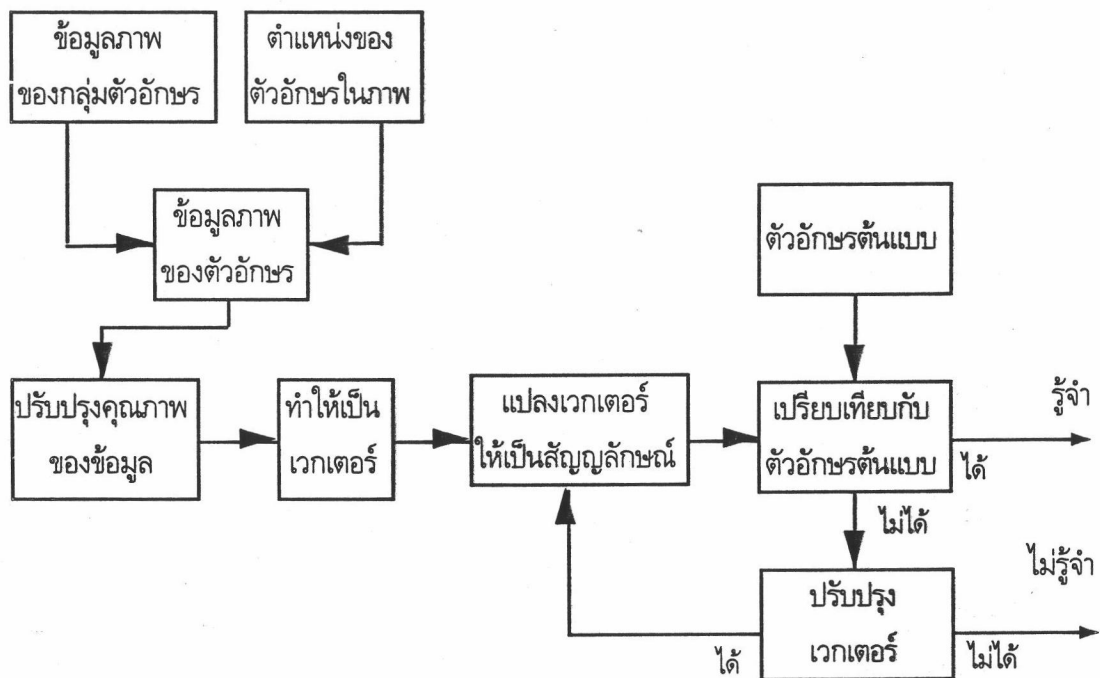 ข้อมูลภาพ
ของกลุ่มตัวอักษร
ตำแหน่งของ
ตัวอักษรในภาพ
ข้อมูลภาพ
ของตัวอักษร
ตัวอักษรต้นแบบ
ปรับปรุงคุณภาพ
ของข้อมูล
ทำให้เป็น
เวกเตอร์
แปลงเวกเตอร์
ให้เป็นสัญญลักษณ์
เปรียบเทียบกับ
ตัวอักษรต้นแบบ
รู้จำ
ได้
ไม่ได้
ปรับปรุง
เวกเตอร์
ไม่รู้จำ
ได้
ไม่ได้